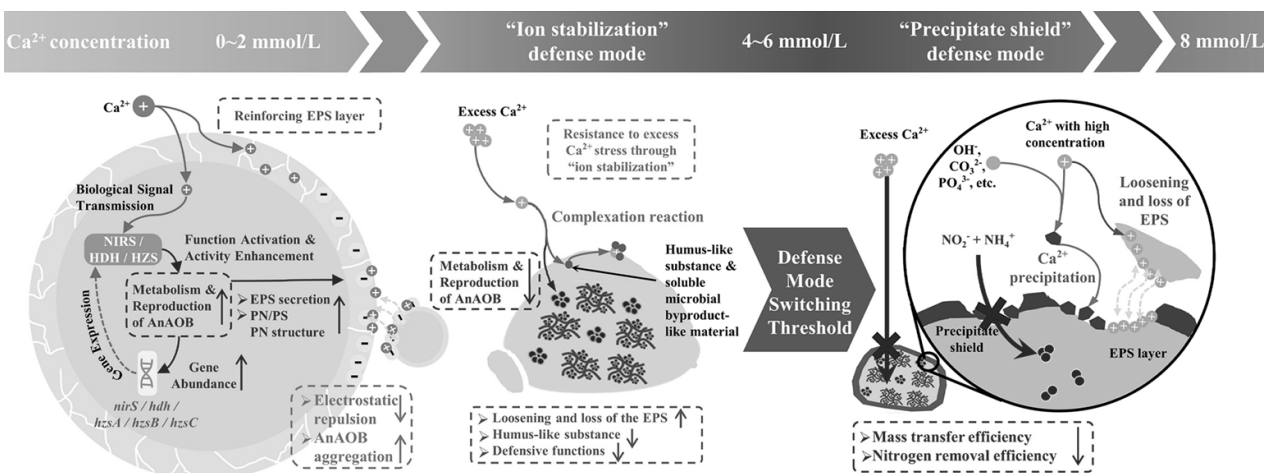 Ca²⁺ concentration
0~2 mmol/L
“Ion stabilization”
defense mode
4~6 mmol/L
“Precipitate shield”
defense mode
8 mmol/L
Ca²⁺
Reinforcing EPS layer
Biological Signal
Transmission
NIRS /
HDH / HZS
Function Activation &
Activity Enhancement
Metabolism &
Reproduction
of AnAOB
➢EPS secretion
➢PN/PS
PN structure
Gene Expression
Gene
Abundance
nirS / hdh /
hzsA / hzsB / hzsC
➢Electrostatic
repulsion
➢AnAOB
aggregation
Excess Ca²⁺
Resistance to excess
Ca²⁺ stress through
“ion stabilization”
Complexation reaction
Metabolism &
Reproduction
of AnAOB
Humus-like
substance &
soluble
microbial
byproduct-
like material
➢Loosening and loss of the EPS
➢Humus-like substance
➢Defensive functions
Defense
Mode
Switching
Threshold
Excess Ca²⁺
OH⁻,
CO₃²⁻,
PO₄³⁻, etc.
Ca²⁺ with high
concentration
Loosening
and loss of
EPS
NO₂⁻ + NH₄⁺
Ca²⁺
precipitation
Precipitate
shield
EPS layer
➢Mass transfer efficiency
➢Nitrogen removal efficiency